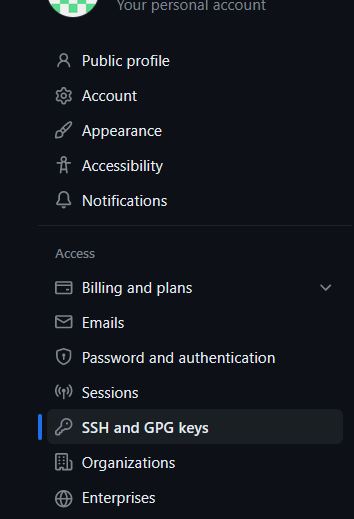 Your personal account
Public profile
Account
Appearance
Accessibility
Notifications
Access
Billing and plans
Emails
Password and authentication
Sessions
SSH and GPG keys
Organizations
Enterprises